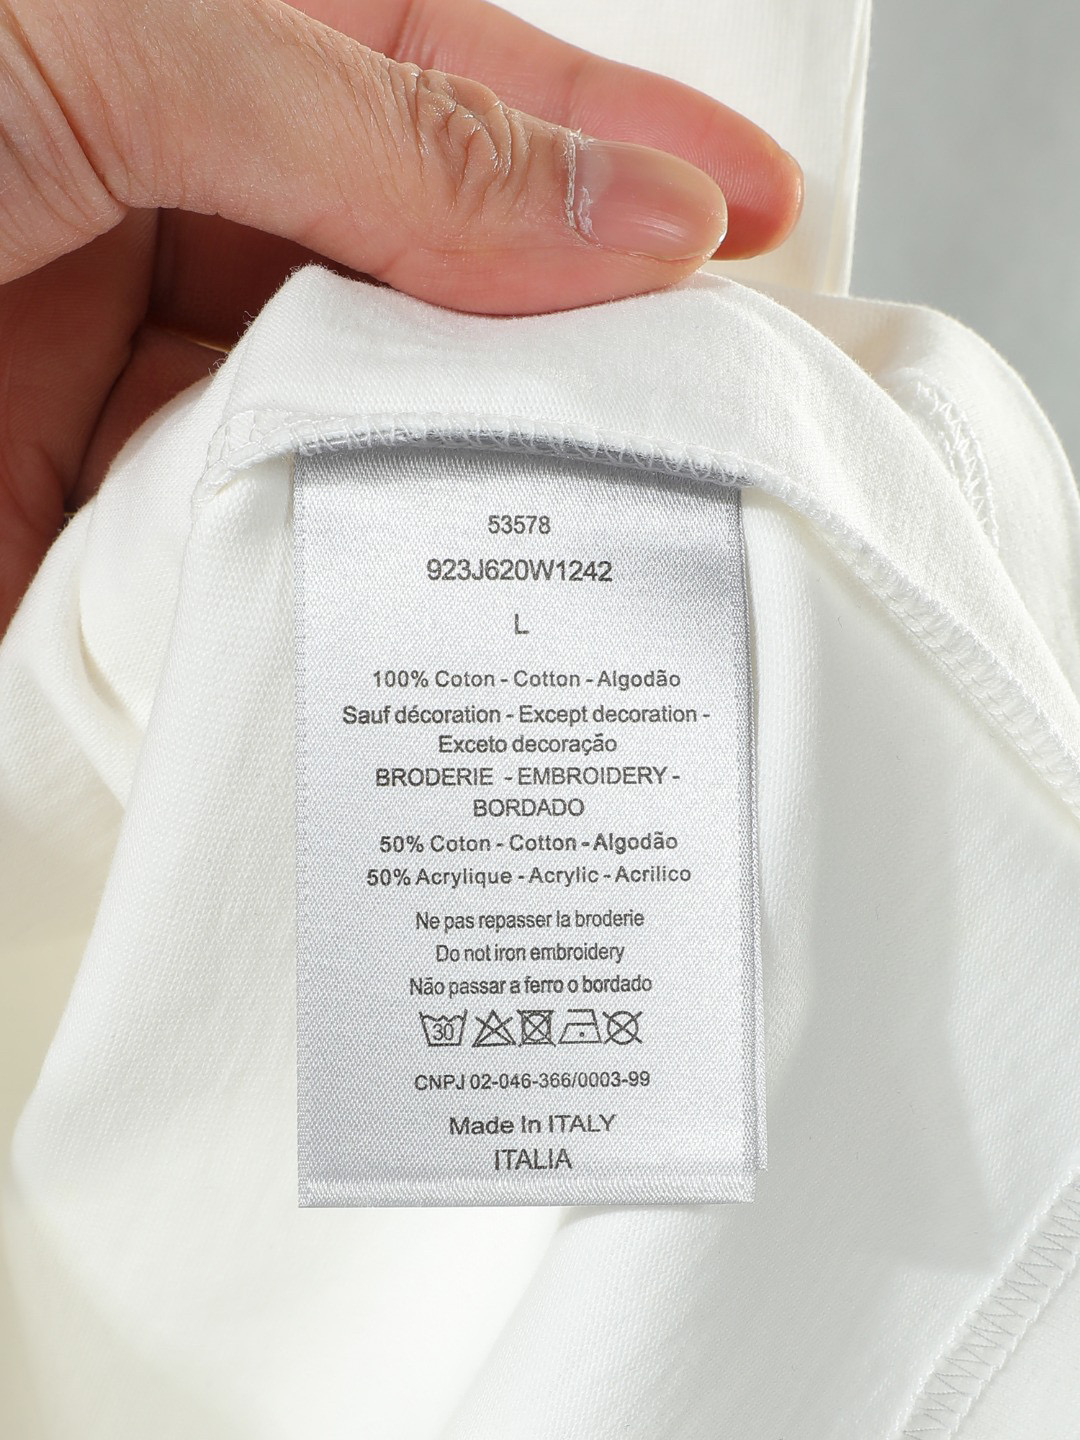 53578
923J620W1242
L
100% Coton - Cotton - Algodão
Sauf décoration - Except decoration -
Exceto decoração
BRODERIE - EMBROIDERY -
BORDADO
50% Coton - Cotton - Algodão
50% Acrylique - Acrylic - Acrilico
Ne pas repasser la broderie
Do not iron embroidery
Não passar a ferro o bordado
30
CNPJ 02-046-366/0003-99
Made In ITALY
ITALIA